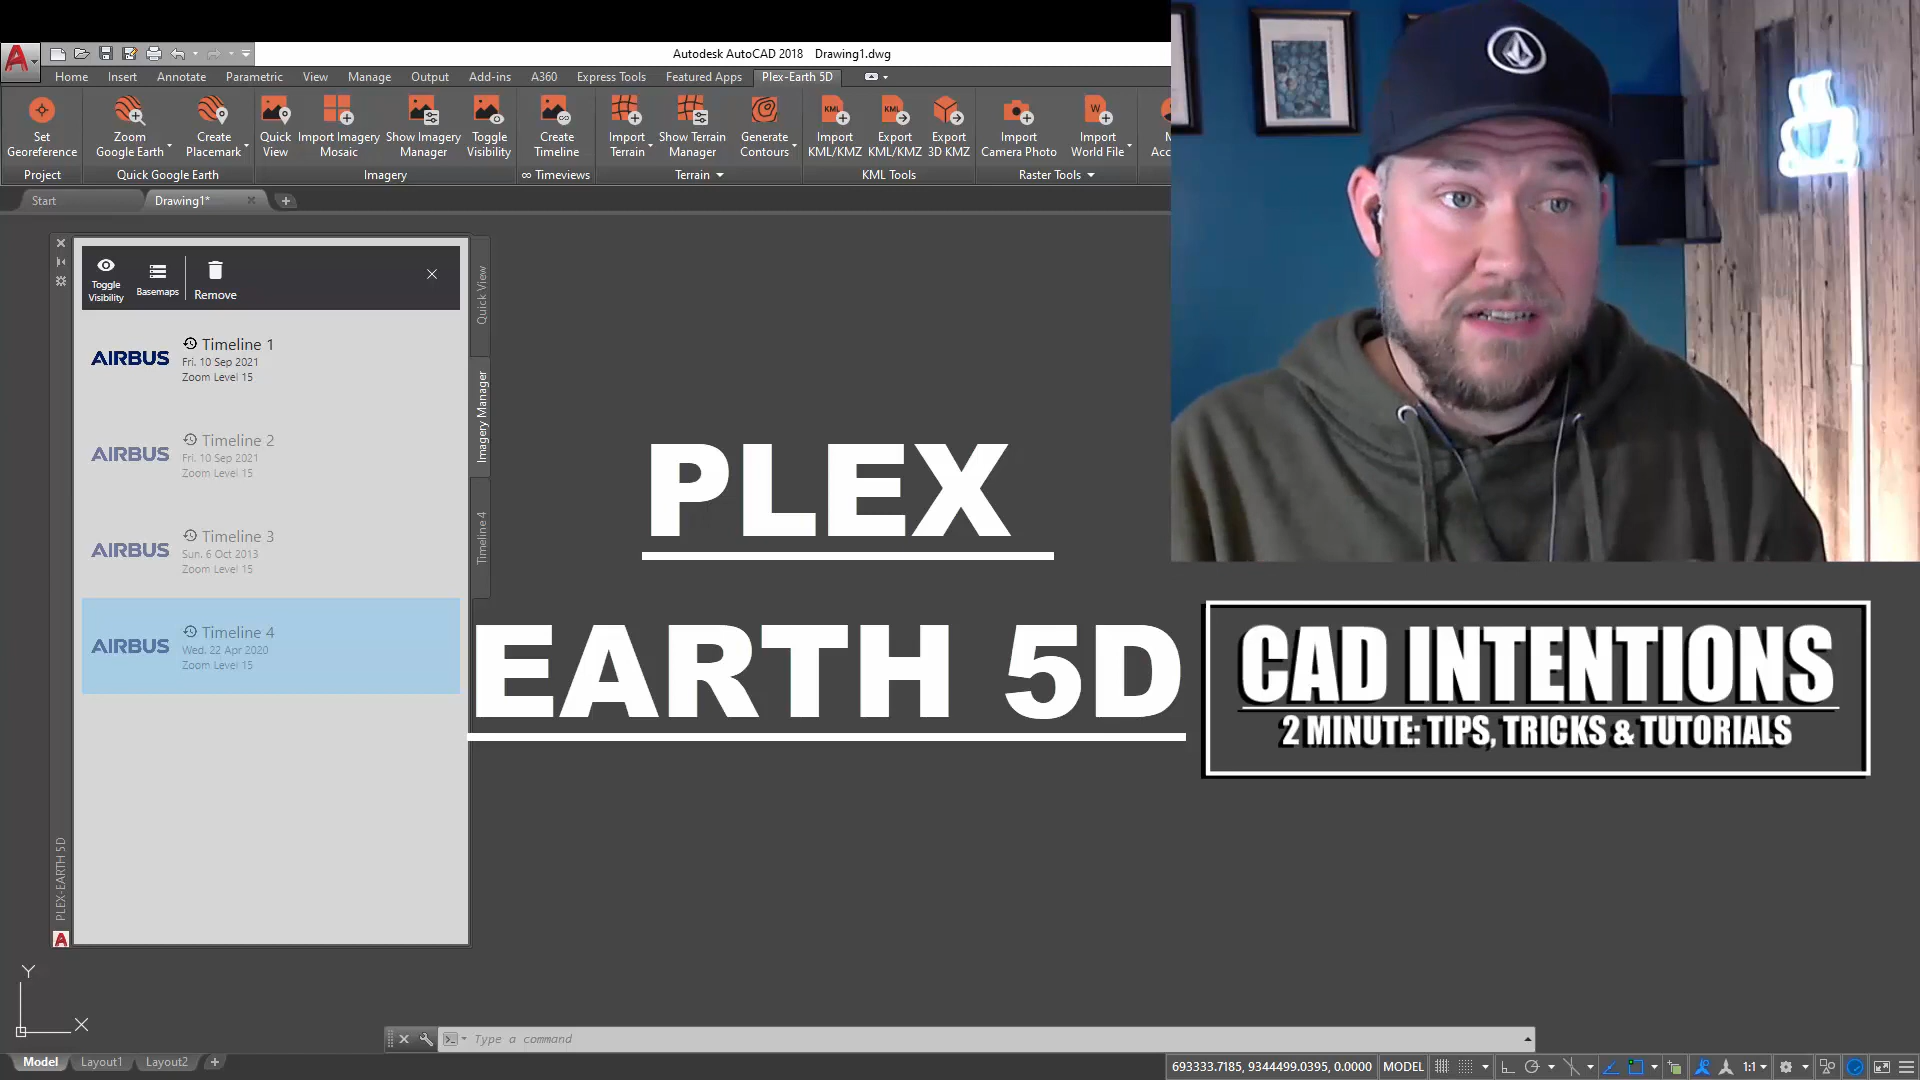 Autodesk AutoCAD 2018 Drawing1.dwg
Home Insert Annotate Parametric View Manage Output Add-ins A360 Express Tools Featured Apps Plex-Earth 5D
Set Georeference
Zoom Google Earth
Create Placemark
Quick View
Import Imagery Mosaic
Show Imagery Manager
Toggle Visibility
Create Timeline
Import Terrain
Show Terrain Manager
Generate Contours
Import KML/KMZ
Export KML/KMZ
Export 3D KMZ
Import Camera Photo
Import World File
Project Quick Google Earth Imagery Timeviews Terrain KML Tools Raster Tools
Start Drawing1*
Toggle Visibility
Basemaps
Remove
AIRBUS
Timeline 1
Fri. 10 Sep 2021
Zoom Level 15
AIRBUS
Timeline 2
Fri. 10 Sep 2021
Zoom Level 15
AIRBUS
Timeline 3
Sun. 6 Oct 2013
Zoom Level 15
AIRBUS
Timeline 4
Wed. 22 Apr 2020
Zoom Level 15
Quick View
Imagery Manager
Timeline 4
PLEX-EARTH 5D
PLEX
EARTH 5D
CAD INTENTIONS
2 MINUTE: TIPS, TRICKS & TUTORIALS
Y
X
Type a command
Model Layout1 Layout2
693333.7185, 9344499.0395, 0.0000 MODEL 1:1